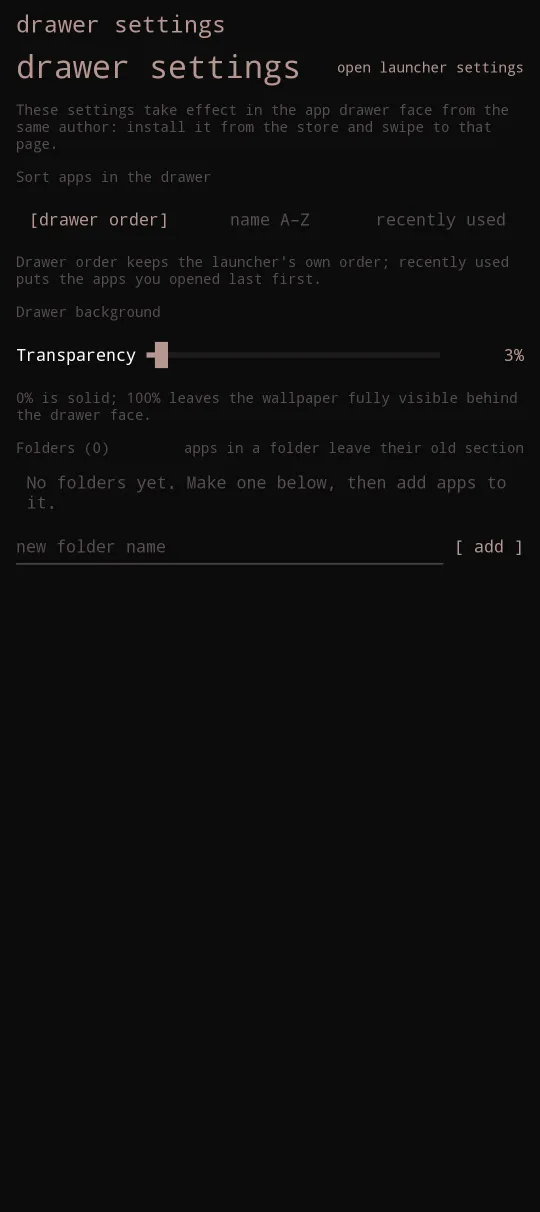 drawer settings
drawer settings open launcher settings
These settings take effect in the app drawer face from the
same author: install it from the store and swipe to that
page.
Sort apps in the drawer
[drawer order] name A–Z recently used
Drawer order keeps the launcher's own order; recently used
puts the apps you opened last first.
Drawer background
Transparency 3%
0% is solid; 100% leaves the wallpaper fully visible behind
the drawer face.
Folders (0) apps in a folder leave their old section
No folders yet. Make one below, then add apps to
it.
new folder name [ add ]